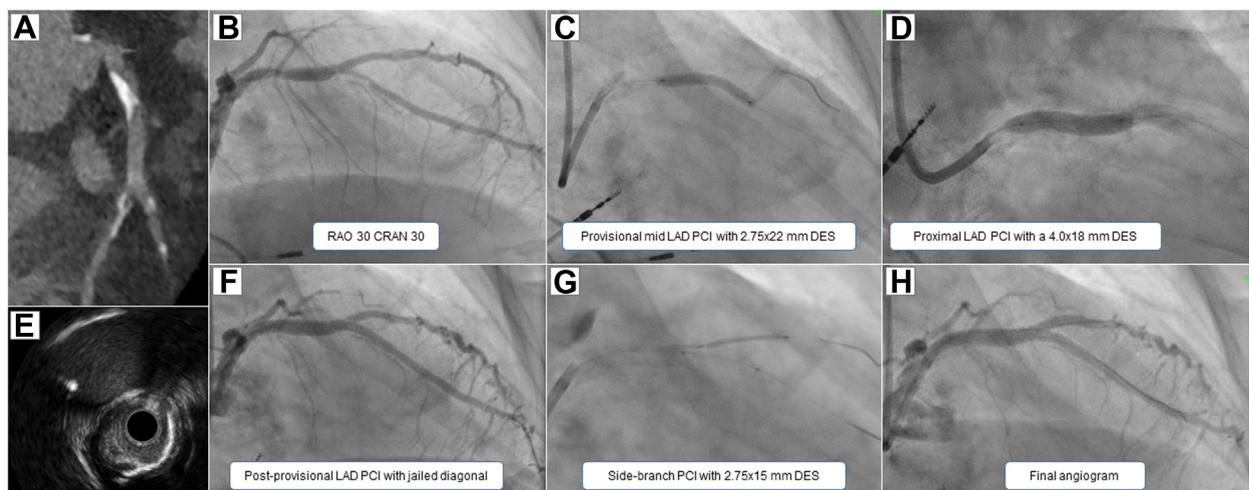 A
B
RAO 30 CRAN 30
C
Provisional mid LAD PCI with 2.75x22 mm DES
D
Proximal LAD PCI with a 4.0x18 mm DES
E
F
Post-provisional LAD PCI with jailed diagonal
G
Side-branch PCI with 2.75x15 mm DES
H
Final angiogram